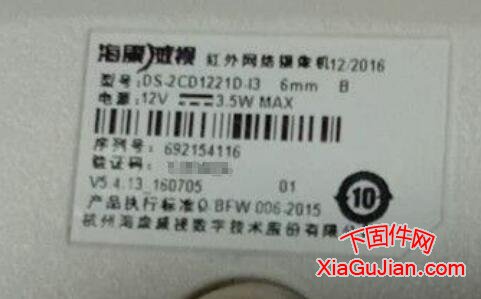 海康威视 红外网络摄像机12/2016
型号: DS-2CD1221D-I3 6mm B
电源: 12V 3.5W MAX
序列号: 692154116
验证码:
V5.4.13_160705 01
10
产品执行标准Q BFW 006-2015
杭州海康威视数字技术股份有限
下固件网
XiaGuJian.com